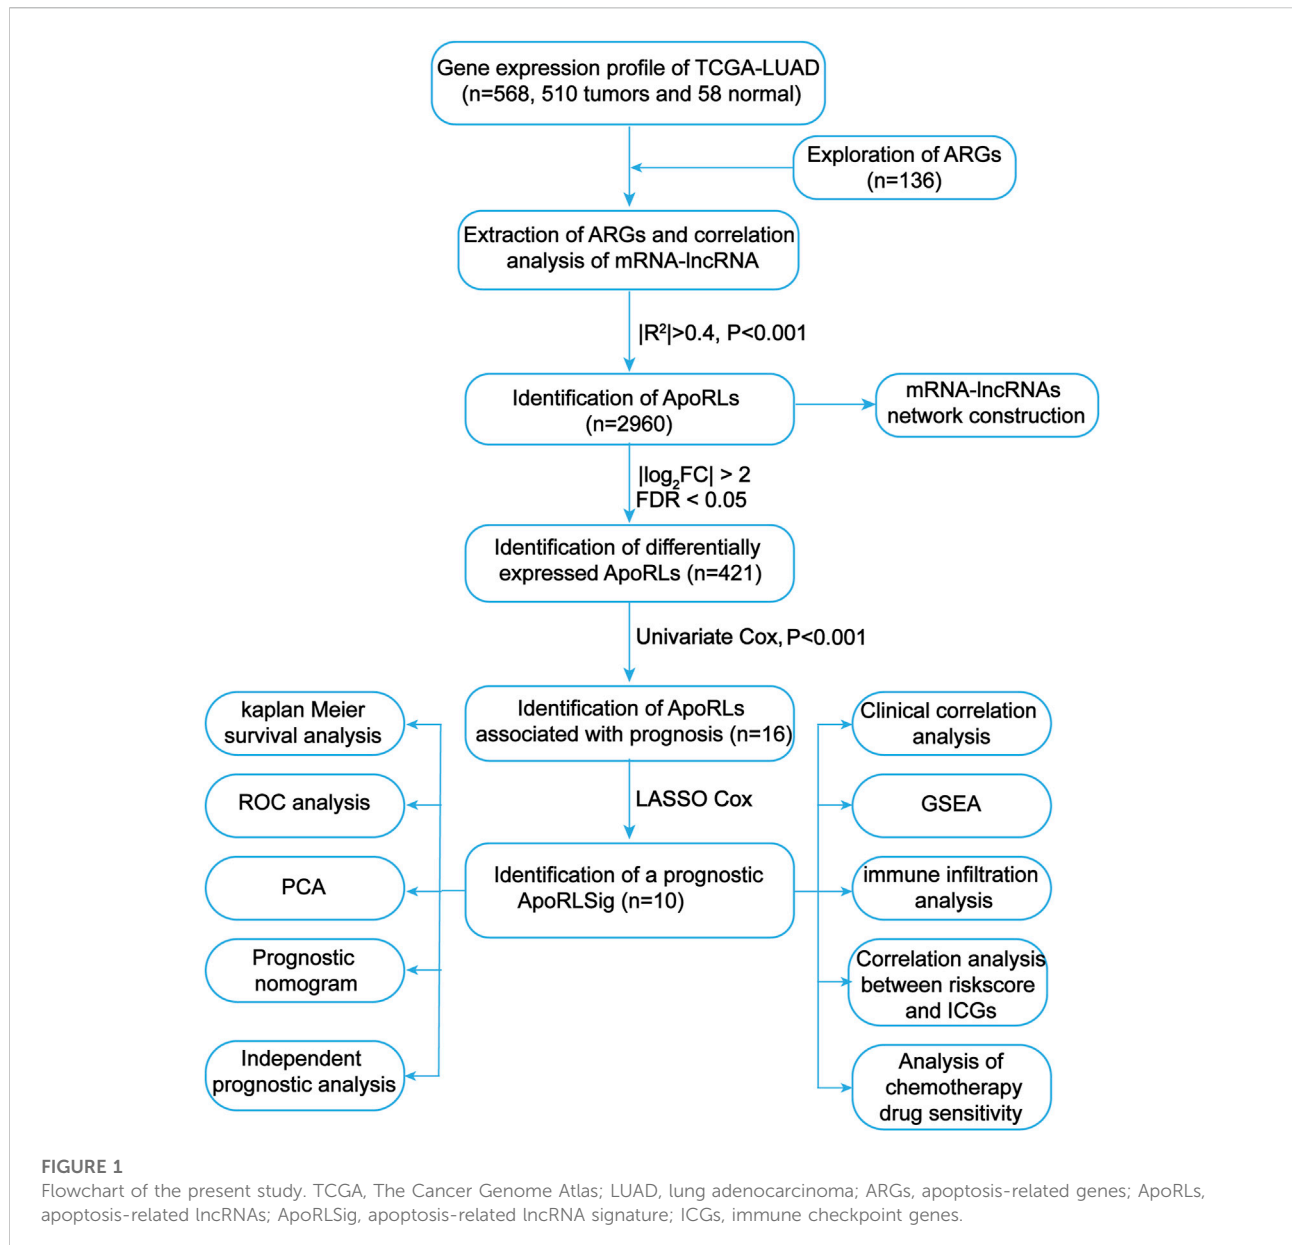 Gene expression profile of TCGA-LUAD
(n=568, 510 tumors and 58 normal)
Exploration of ARGs
(n=136)
Extraction of ARGs and correlation
analysis of mRNA-lncRNA
|R²|>0.4, P<0.001
Identification of ApoRLs
(n=2960)
mRNA-lncRNAs
network construction
|log₂FC| > 2
FDR < 0.05
Identification of differentially
expressed ApoRLs (n=421)
Univariate Cox, P<0.001
Identification of ApoRLs
associated with prognosis (n=16)
LASSO Cox
Identification of a prognostic
ApoRLSig (n=10)
kaplan Meier
survival analysis
ROC analysis
PCA
Prognostic
nomogram
Independent
prognostic analysis
Clinical correlation
analysis
GSEA
immune infiltration
analysis
Correlation analysis
between riskscore
and ICGs
Analysis of
chemotherapy
drug sensitivity
FIGURE 1
Flowchart of the present study. TCGA, The Cancer Genome Atlas; LUAD, lung adenocarcinoma; ARGs, apoptosis-related genes; ApoRLs,
apoptosis-related lncRNAs; ApoRLSig, apoptosis-related lncRNA signature; ICGs, immune checkpoint genes.